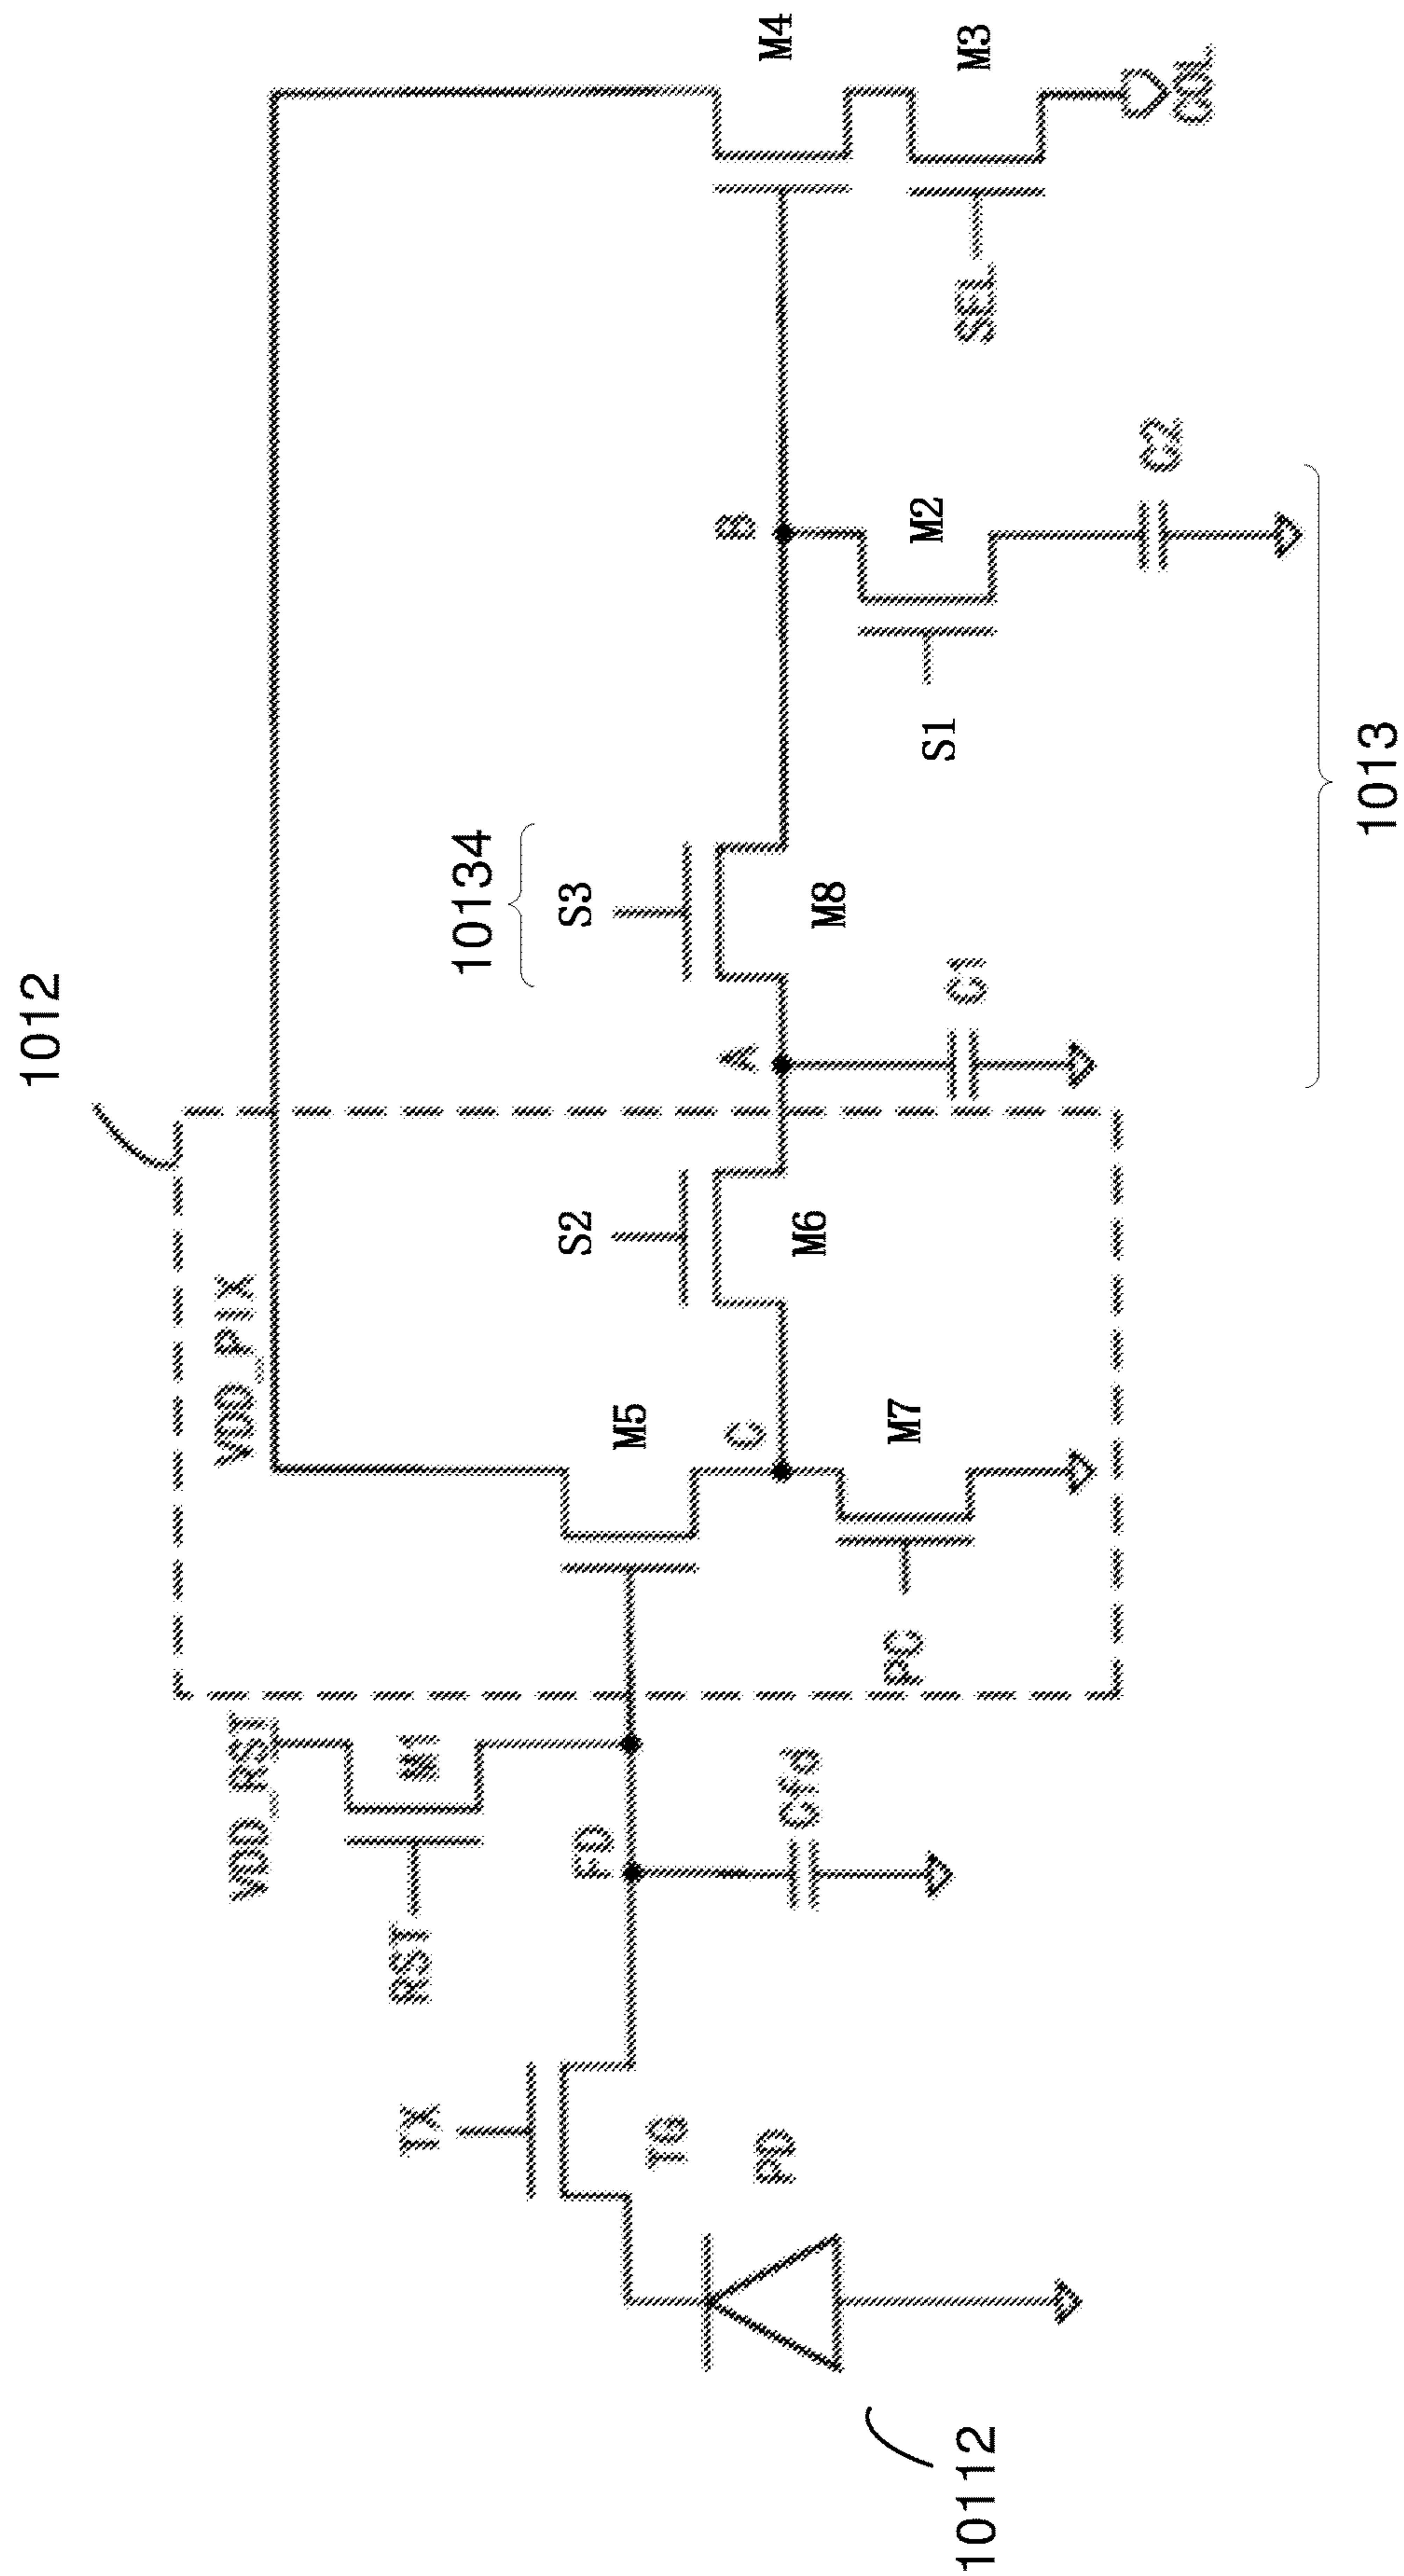 1012
VDD_RST
VDD_PIX
RST
M1
TX
TG
PD
10112
FD
Cfd
M5
C
PC
M7
S2
M6
A
C1
10134
S3
M8
B
S1
M2
C2
1013
M4
M3
SEL
COL